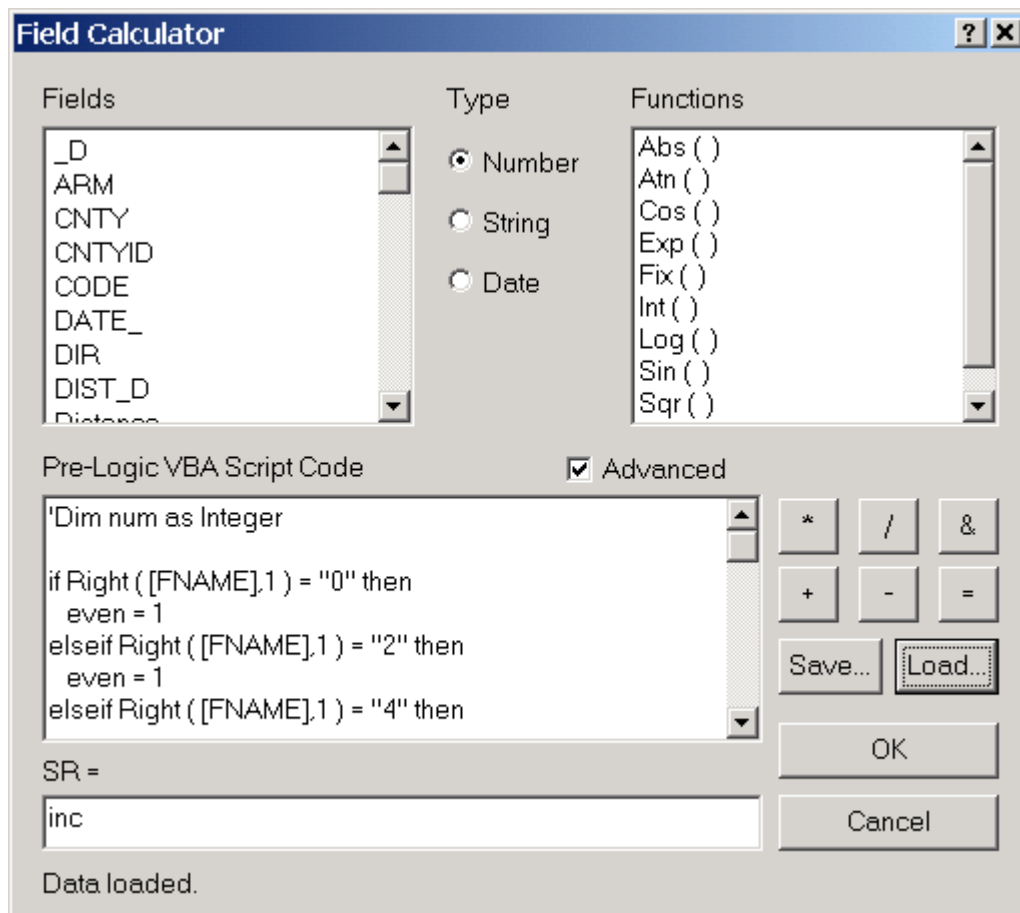 Field Calculator
Fields
Type
Functions
_D
ARM
CNTY
CNTYID
CODE
DATE_
DIR
DIST_D
Distance
Number
String
Date
Abs ( )
Atn ( )
Cos ( )
Exp ( )
Fix ( )
Int ( )
Log ( )
Sin ( )
Sqr ( )
Pre-Logic VBA Script Code
Advanced
'Dim num as Integer
if Right ( [FNAME],1 ) = "0" then
even = 1
elseif Right ( [FNAME],1 ) = "2" then
even = 1
elseif Right ( [FNAME],1 ) = "4" then
* / &
+ - =
Save... Load...
OK
SR =
inc
Cancel
Data loaded.